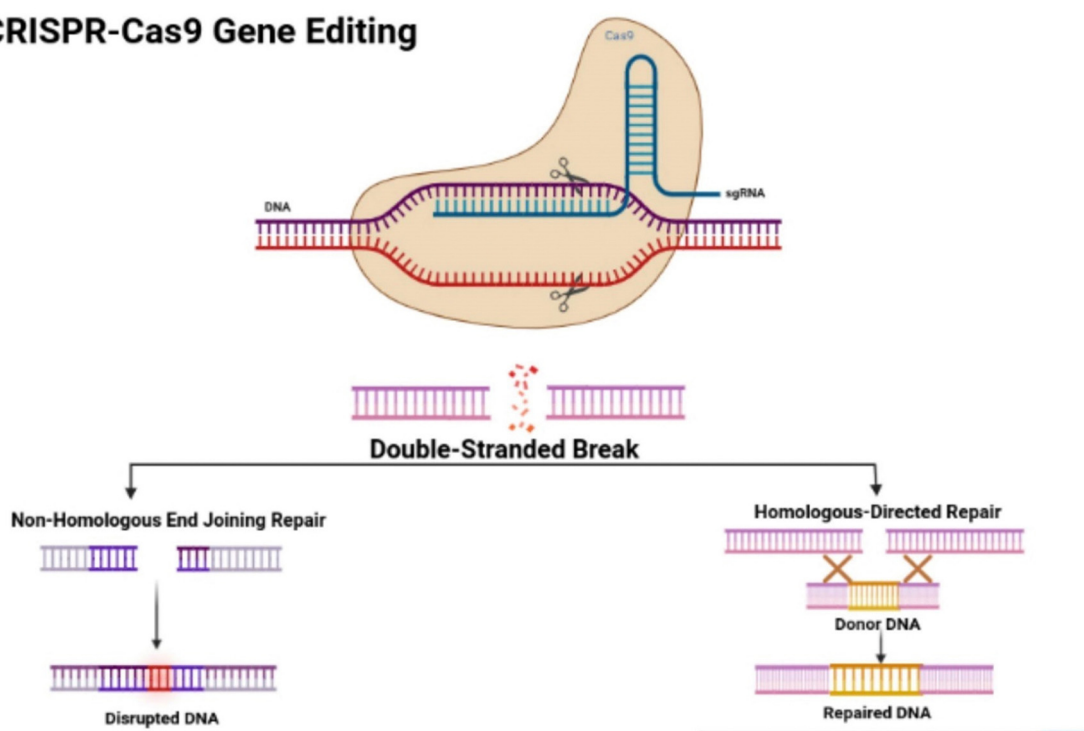 CRISPR-Cas9 Gene Editing
Cas9
sgRNA
DNA
Double-Stranded Break
Non-Homologous End Joining Repair
Homologous-Directed Repair
Donor DNA
Disrupted DNA
Repaired DNA